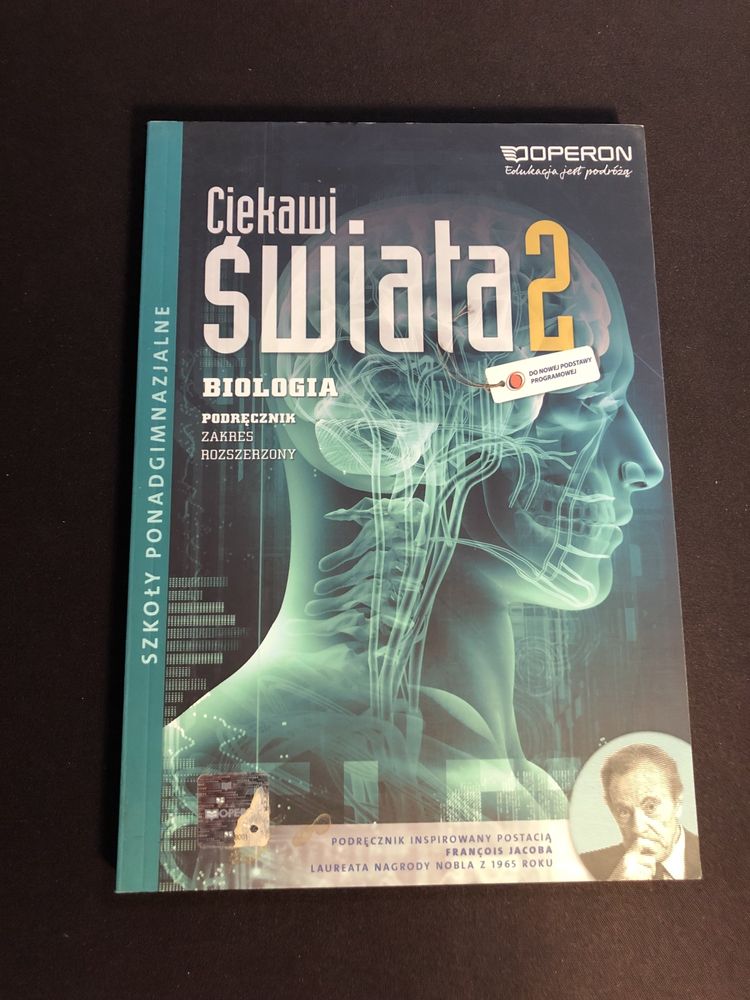 OPERON
Edukacja jest podróżą
Ciekawi
świata 2
DO NOWEJ PODSTAWY
PROGRAMOWEJ
BIOLOGIA
PODRĘCZNIK
ZAKRES
ROZSZERZONY
SZKOŁY PONADGIMNAZJALNE
PODRĘCZNIK INSPIROWANY POSTACIĄ
FRANÇOIS JACOBA
LAUREATA NAGRODY NOBLA Z 1965 ROKU